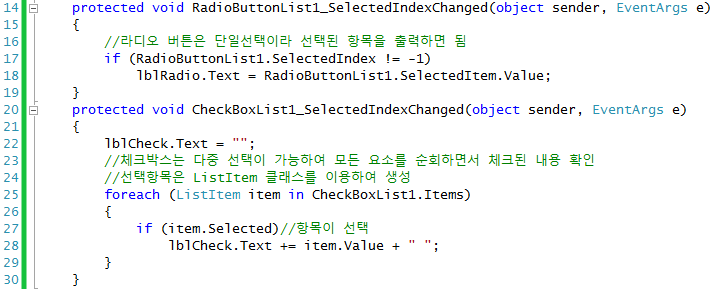 14 protected void RadioButtonList1_SelectedIndexChanged(object sender, EventArgs e)
15 {
16 //라디오 버튼은 단일선택이라 선택된 항목을 출력하면 됨
17 if (RadioButtonList1.SelectedIndex != -1)
18 lblRadio.Text = RadioButtonList1.SelectedItem.Value;
19 }
20 protected void CheckBoxList1_SelectedIndexChanged(object sender, EventArgs e)
21 {
22 lblCheck.Text = "";
23 //체크박스는 다중 선택이 가능하여 모든 요소를 순회하면서 체크된 내용 확인
24 //선택항목은 ListItem 클래스를 이용하여 생성
25 foreach (ListItem item in CheckBoxList1.Items)
26 {
27 if (item.Selected)//항목이 선택
28 lblCheck.Text += item.Value + " ";
29 }
30 }